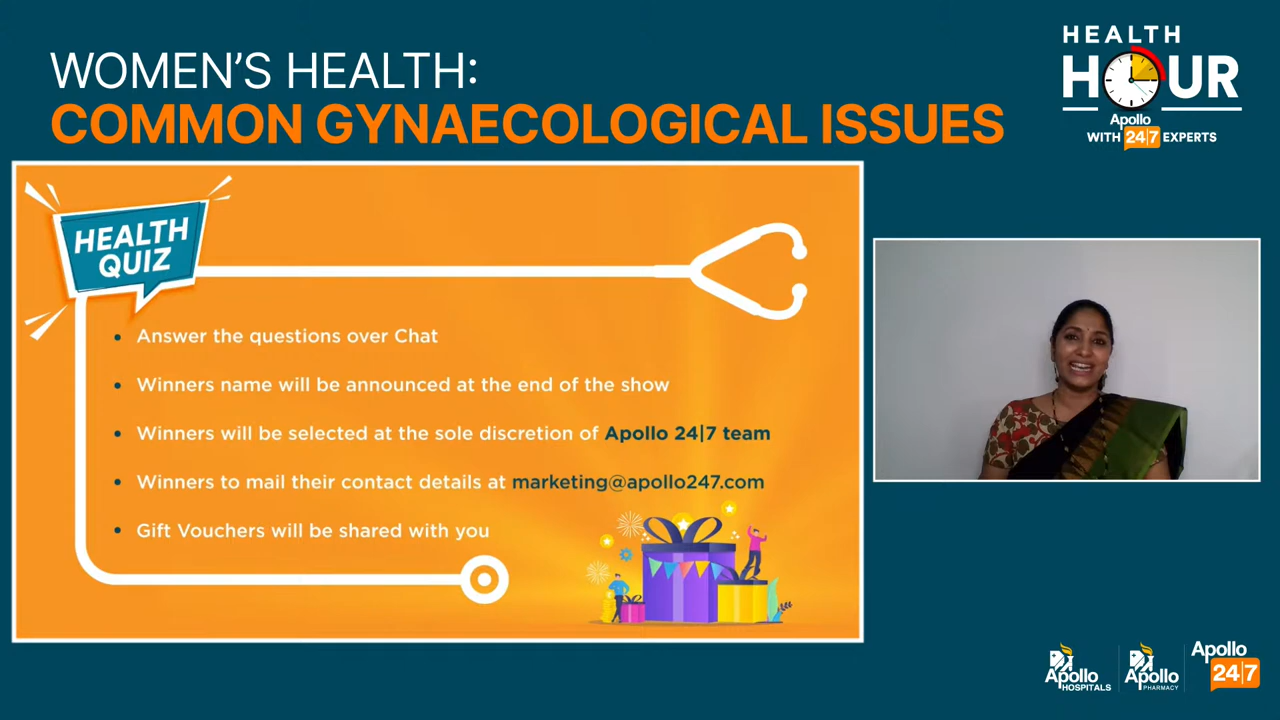 WOMEN'S HEALTH:
COMMON GYNAECOLOGICAL ISSUES
HEALTH
HOUR
Apollo
WITH 24|7 EXPERTS
HEALTH
QUIZ
• Answer the questions over Chat
• Winners name will be announced at the end of the show
• Winners will be selected at the sole discretion of Apollo 24|7 team
• Winners to mail their contact details at marketing@apollo247.com
• Gift Vouchers will be shared with you
Apollo
HOSPITALS
Apollo
PHARMACY
Apollo
24|7